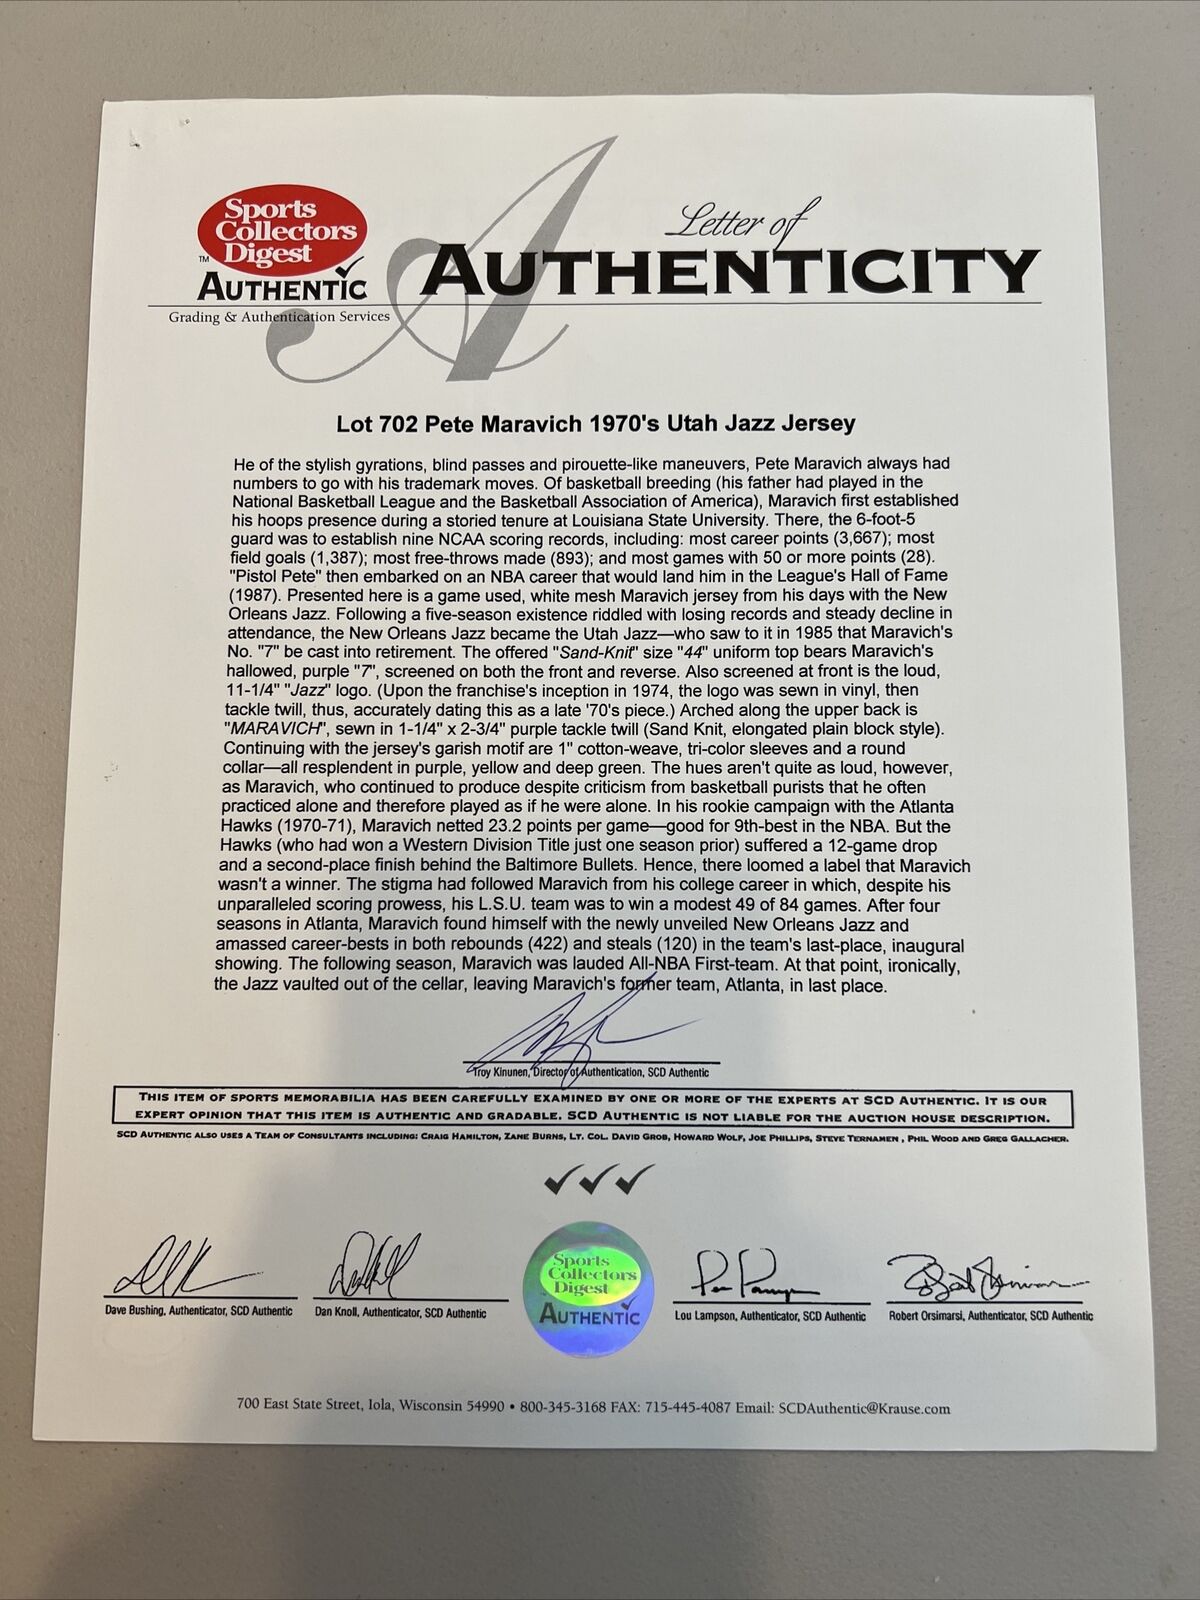 Sports
Collectors
Digest
™ AUTHENTIC
Grading & Authentication Services
Letter of
AUTHENTICITY
Lot 702 Pete Maravich 1970's Utah Jazz Jersey
He of the stylish gyrations, blind passes and pirouette-like maneuvers, Pete Maravich always had
numbers to go with his trademark moves. Of basketball breeding (his father had played in the
National Basketball League and the Basketball Association of America), Maravich first established
his hoops presence during a storied tenure at Louisiana State University. There, the 6-foot-5
guard was to establish nine NCAA scoring records, including: most career points (3,667); most
field goals (1,387); most free-throws made (893); and most games with 50 or more points (28).
"Pistol Pete" then embarked on an NBA career that would land him in the League's Hall of Fame
(1987). Presented here is a game used, white mesh Maravich jersey from his days with the New
Orleans Jazz. Following a five-season existence riddled with losing records and steady decline in
attendance, the New Orleans Jazz became the Utah Jazz—who saw to it in 1985 that Maravich's
No. "7" be cast into retirement. The offered "Sand-Knit" size "44" uniform top bears Maravich's
hallowed, purple "7", screened on both the front and reverse. Also screened at front is the loud,
11-1/4" "Jazz" logo. (Upon the franchise's inception in 1974, the logo was sewn in vinyl, then
tackle twill, thus, accurately dating this as a late '70's piece.) Arched along the upper back is
"MARAVICH", sewn in 1-1/4" x 2-3/4" purple tackle twill (Sand Knit, elongated plain block style).
Continuing with the jersey's garish motif are 1" cotton-weave, tri-color sleeves and a round
collar—all resplendent in purple, yellow and deep green. The hues aren't quite as loud, however,
as Maravich, who continued to produce despite criticism from basketball purists that he often
practiced alone and therefore played as if he were alone. In his rookie campaign with the Atlanta
Hawks (1970-71), Maravich netted 23.2 points per game—good for 9th-best in the NBA. But the
Hawks (who had won a Western Division Title just one season prior) suffered a 12-game drop
and a second-place finish behind the Baltimore Bullets. Hence, there loomed a label that Maravich
wasn't a winner. The stigma had followed Maravich from his college career in which, despite his
unparalleled scoring prowess, his L.S.U. team was to win a modest 49 of 84 games. After four
seasons in Atlanta, Maravich found himself with the newly unveiled New Orleans Jazz and
amassed career-bests in both rebounds (422) and steals (120) in the team's last-place, inaugural
showing. The following season, Maravich was lauded All-NBA First-team. At that point, ironically,
the Jazz vaulted out of the cellar, leaving Maravich's former team, Atlanta, in last place.
Troy Kinunen, Director of Authentication, SCD Authentic
THIS ITEM OF SPORTS MEMORABILIA HAS BEEN CAREFULLY EXAMINED BY ONE OR MORE OF THE EXPERTS AT SCD AUTHENTIC. IT IS OUR
EXPERT OPINION THAT THIS ITEM IS AUTHENTIC AND GRADABLE. SCD AUTHENTIC IS NOT LIABLE FOR THE AUCTION HOUSE DESCRIPTION.
SCD AUTHENTIC ALSO USES A TEAM OF CONSULTANTS INCLUDING: CRAIG HAMILTON, ZANE BURNS, LT. COL. DAVID GROB, HOWARD WOLF, JOE PHILLIPS, STEVE TERNAMEN , PHIL WOOD AND GREG GALLACHER.
Sports
Collectors
Digest
AUTHENTIC
Dave Bushing, Authenticator, SCD Authentic
Dan Knoll, Authenticator, SCD Authentic
Lou Lampson, Authenticator, SCD Authentic
Robert Orsimarsi, Authenticator, SCD Authentic
700 East State Street, Iola, Wisconsin 54990 • 800-345-3168 FAX: 715-445-4087 Email: SCDAuthentic@Krause.com